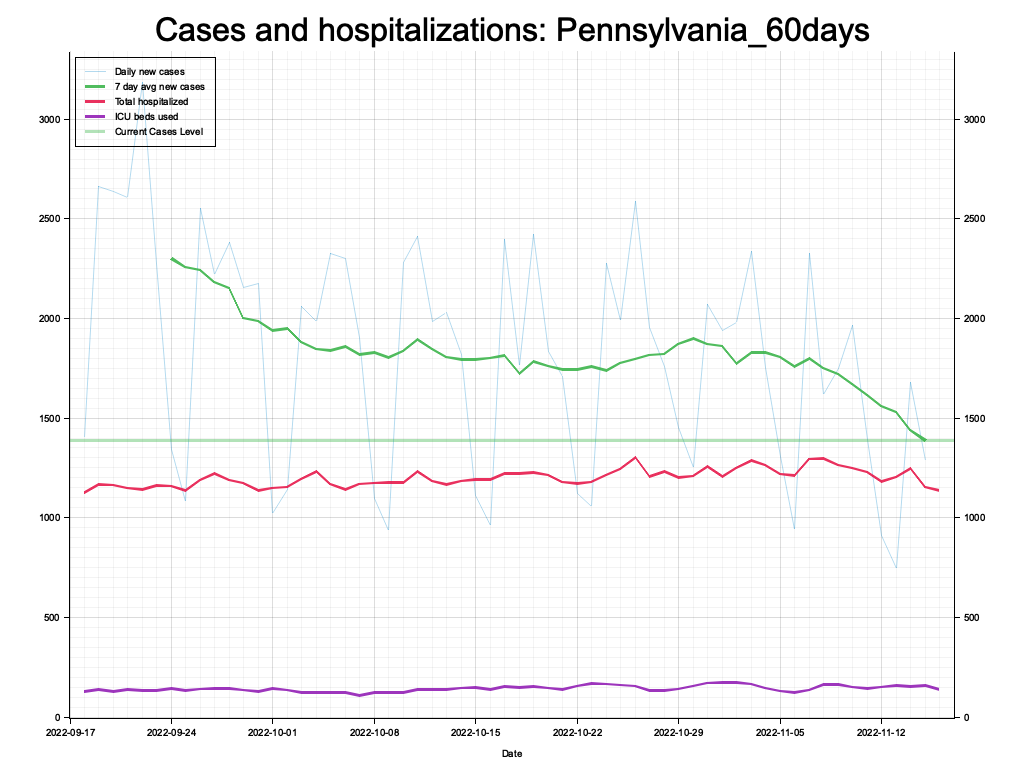 Cases and hospitalizations: Pennsylvania_60days
Daily new cases
7 day avg new cases
Total hospitalized
ICU beds used
Current Cases Level
3000 3000
2500 2500
2000 2000
1500 1500
1000 1000
500 500
0 0
2022-09-17 2022-09-24 2022-10-01 2022-10-08 2022-10-15 2022-10-22 2022-10-29 2022-11-05 2022-11-12
Date